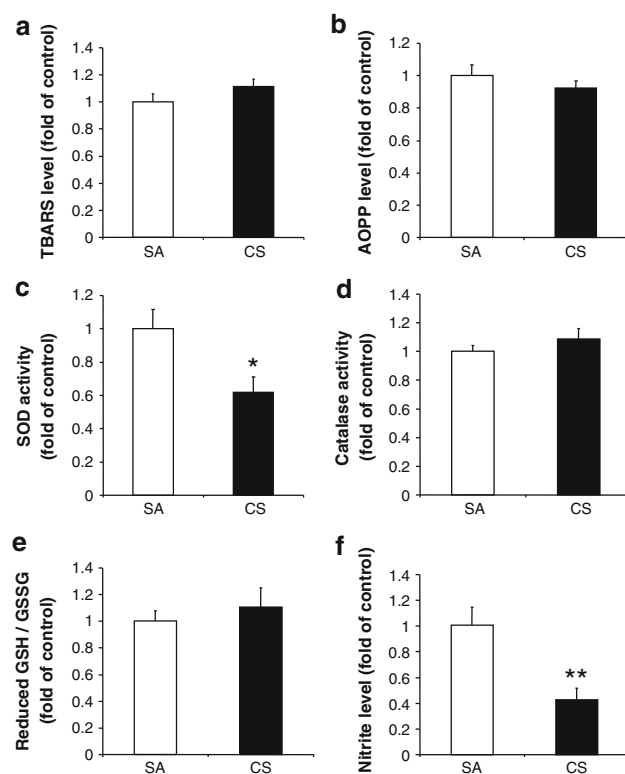 a
TBARS level (fold of control)
1.4
1.2
1
0.8
0.6
0.4
0.2
0
SA CS
b
AOPP level (fold of control)
1.2
1
0.8
0.6
0.4
0.2
0
SA CS
c
SOD activity
(fold of control)
1.2
1
0.8
0.6
0.4
0.2
0
*
SA CS
d
Catalase activity
(fold of control)
1.4
1.2
1
0.8
0.6
0.4
0.2
0
SA CS
e
Reduced GSH / GSSG
(fold of control)
1.4
1.2
1
0.8
0.6
0.4
0.2
0
SA CS
f
Nitrite level (fold of control)
1.4
1.2
1
0.8
0.6
0.4
0.2
0
**
SA CS